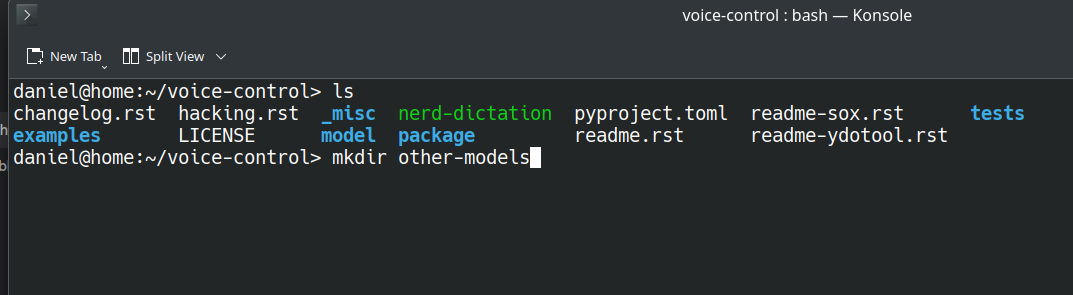 voice-control : bash — Konsole
New Tab Split View
daniel@home:~/voice-control> ls
changelog.rst hacking.rst _misc nerd-dictation pyproject.toml readme-sox.rst tests
examples LICENSE model package readme.rst readme-ydotool.rst
daniel@home:~/voice-control> mkdir other-models